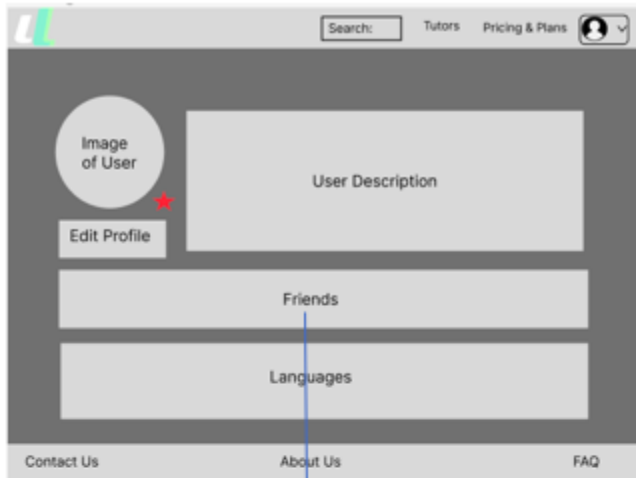 Search:
Tutors
Pricing & Plans
Image
of User
User Description
Edit Profile
Friends
Languages
Contact Us
About Us
FAQ